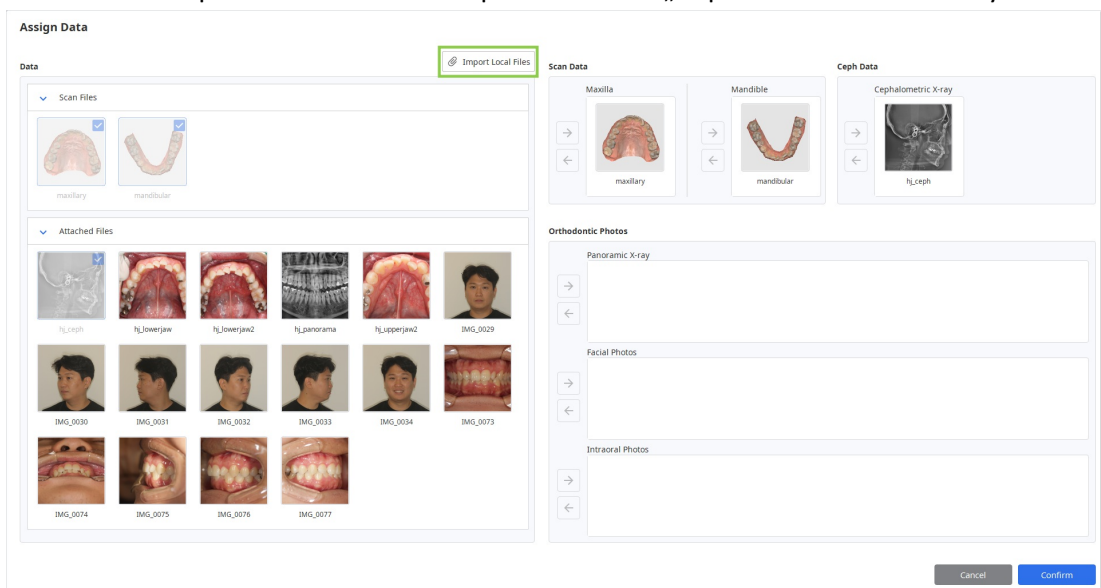 Assign Data
Data
Import Local Files
Scan Files
maxillary
mandibular
Attached Files
hj_ceph
hj_lowerjaw
hj_lowerjaw2
hj_panorama
hj_upperjaw2
IMG_0029
IMG_0030
IMG_0031
IMG_0032
IMG_0033
IMG_0034
IMG_0073
IMG_0074
IMG_0075
IMG_0076
IMG_0077
Scan Data
Maxilla
maxillary
Mandible
mandibular
Ceph Data
Cephalometric X-ray
hj_ceph
Orthodontic Photos
Panoramic X-ray
Facial Photos
Intraoral Photos
Cancel
Confirm